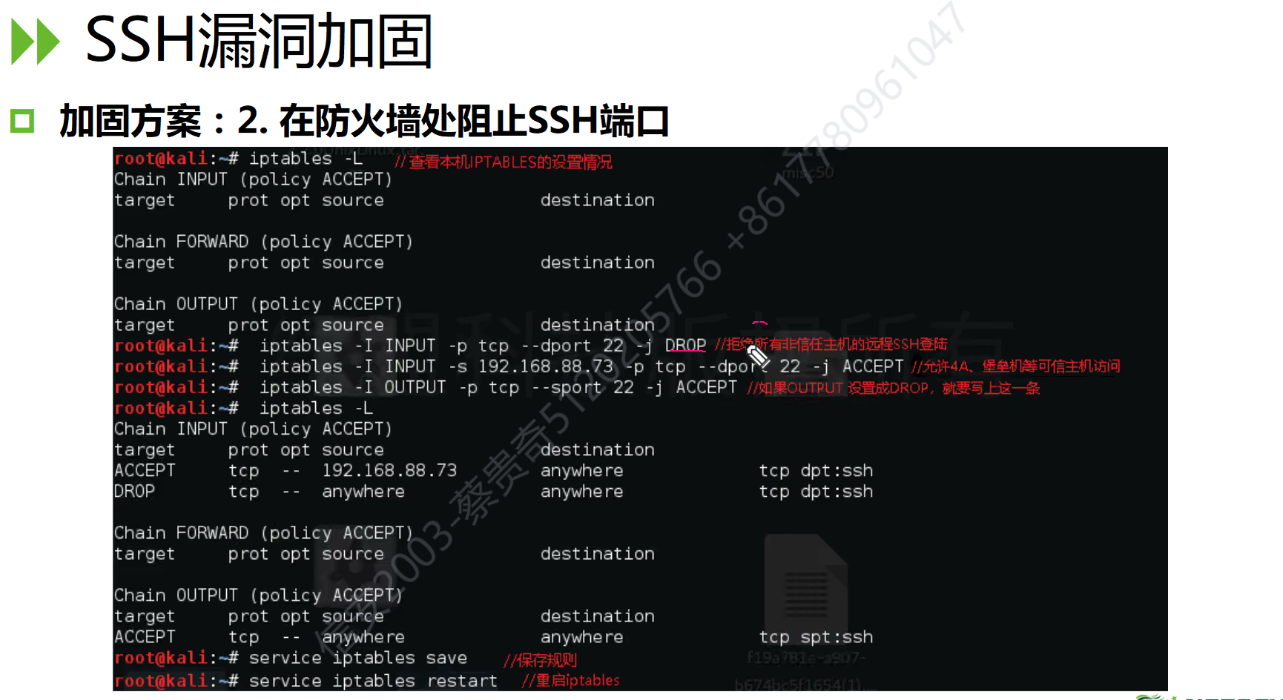 SSH漏洞加固
加固方案：2. 在防火墙处阻止SSH端口
root@kali:~# iptables -L //查看本机IPTABLES的设置情况
Chain INPUT (policy ACCEPT)
target prot opt source destination
Chain FORWARD (policy ACCEPT)
target prot opt source destination
Chain OUTPUT (policy ACCEPT)
target prot opt source destination
root@kali:~# iptables -I INPUT -p tcp --dport 22 -j DROP //拒绝所有非信任主机的远程SSH登陆
root@kali:~# iptables -I INPUT -s 192.168.88.73 -p tcp --dport 22 -j ACCEPT //允许4A、堡垒机等可信主机访问
root@kali:~# iptables -I OUTPUT -p tcp --sport 22 -j ACCEPT //如果OUTPUT 设置成DROP，就要写上这一条
root@kali:~# iptables -L
Chain INPUT (policy ACCEPT)
target prot opt source destination
ACCEPT tcp -- 192.168.88.73 anywhere tcp dpt:ssh
DROP tcp -- anywhere anywhere tcp dpt:ssh
Chain FORWARD (policy ACCEPT)
target prot opt source destination
Chain OUTPUT (policy ACCEPT)
target prot opt source destination
ACCEPT tcp -- anywhere anywhere tcp spt:ssh
root@kali:~# service iptables save //保存规则
root@kali:~# service iptables restart //重启iptables
misc50
信安2003-蔡贵奇5120205766 +8617780961047